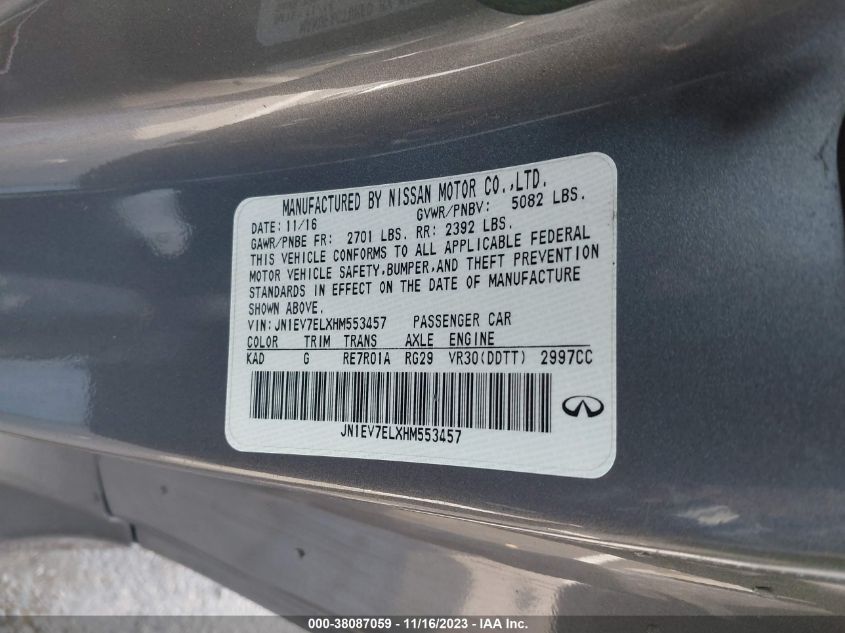 MANUFACTURED BY NISSAN MOTOR CO.,LTD.
DATE: 11/16 GVWR/PNBV: 5082 LBS.
GAWR/PNBE FR: 2701 LBS. RR: 2392 LBS.
THIS VEHICLE CONFORMS TO ALL APPLICABLE FEDERAL
MOTOR VEHICLE SAFETY,BUMPER,AND THEFT PREVENTION
STANDARDS IN EFFECT ON THE DATE OF MANUFACTURE
SHOWN ABOVE.
VIN: JN1EV7ELXHM553457 PASSENGER CAR
COLOR TRIM TRANS AXLE ENGINE
KAD G RE7R01A RG29 VR30(DDTT) 2997CC
JN1EV7ELXHM553457
000-38087059 - 11/16/2023 - IAA Inc.